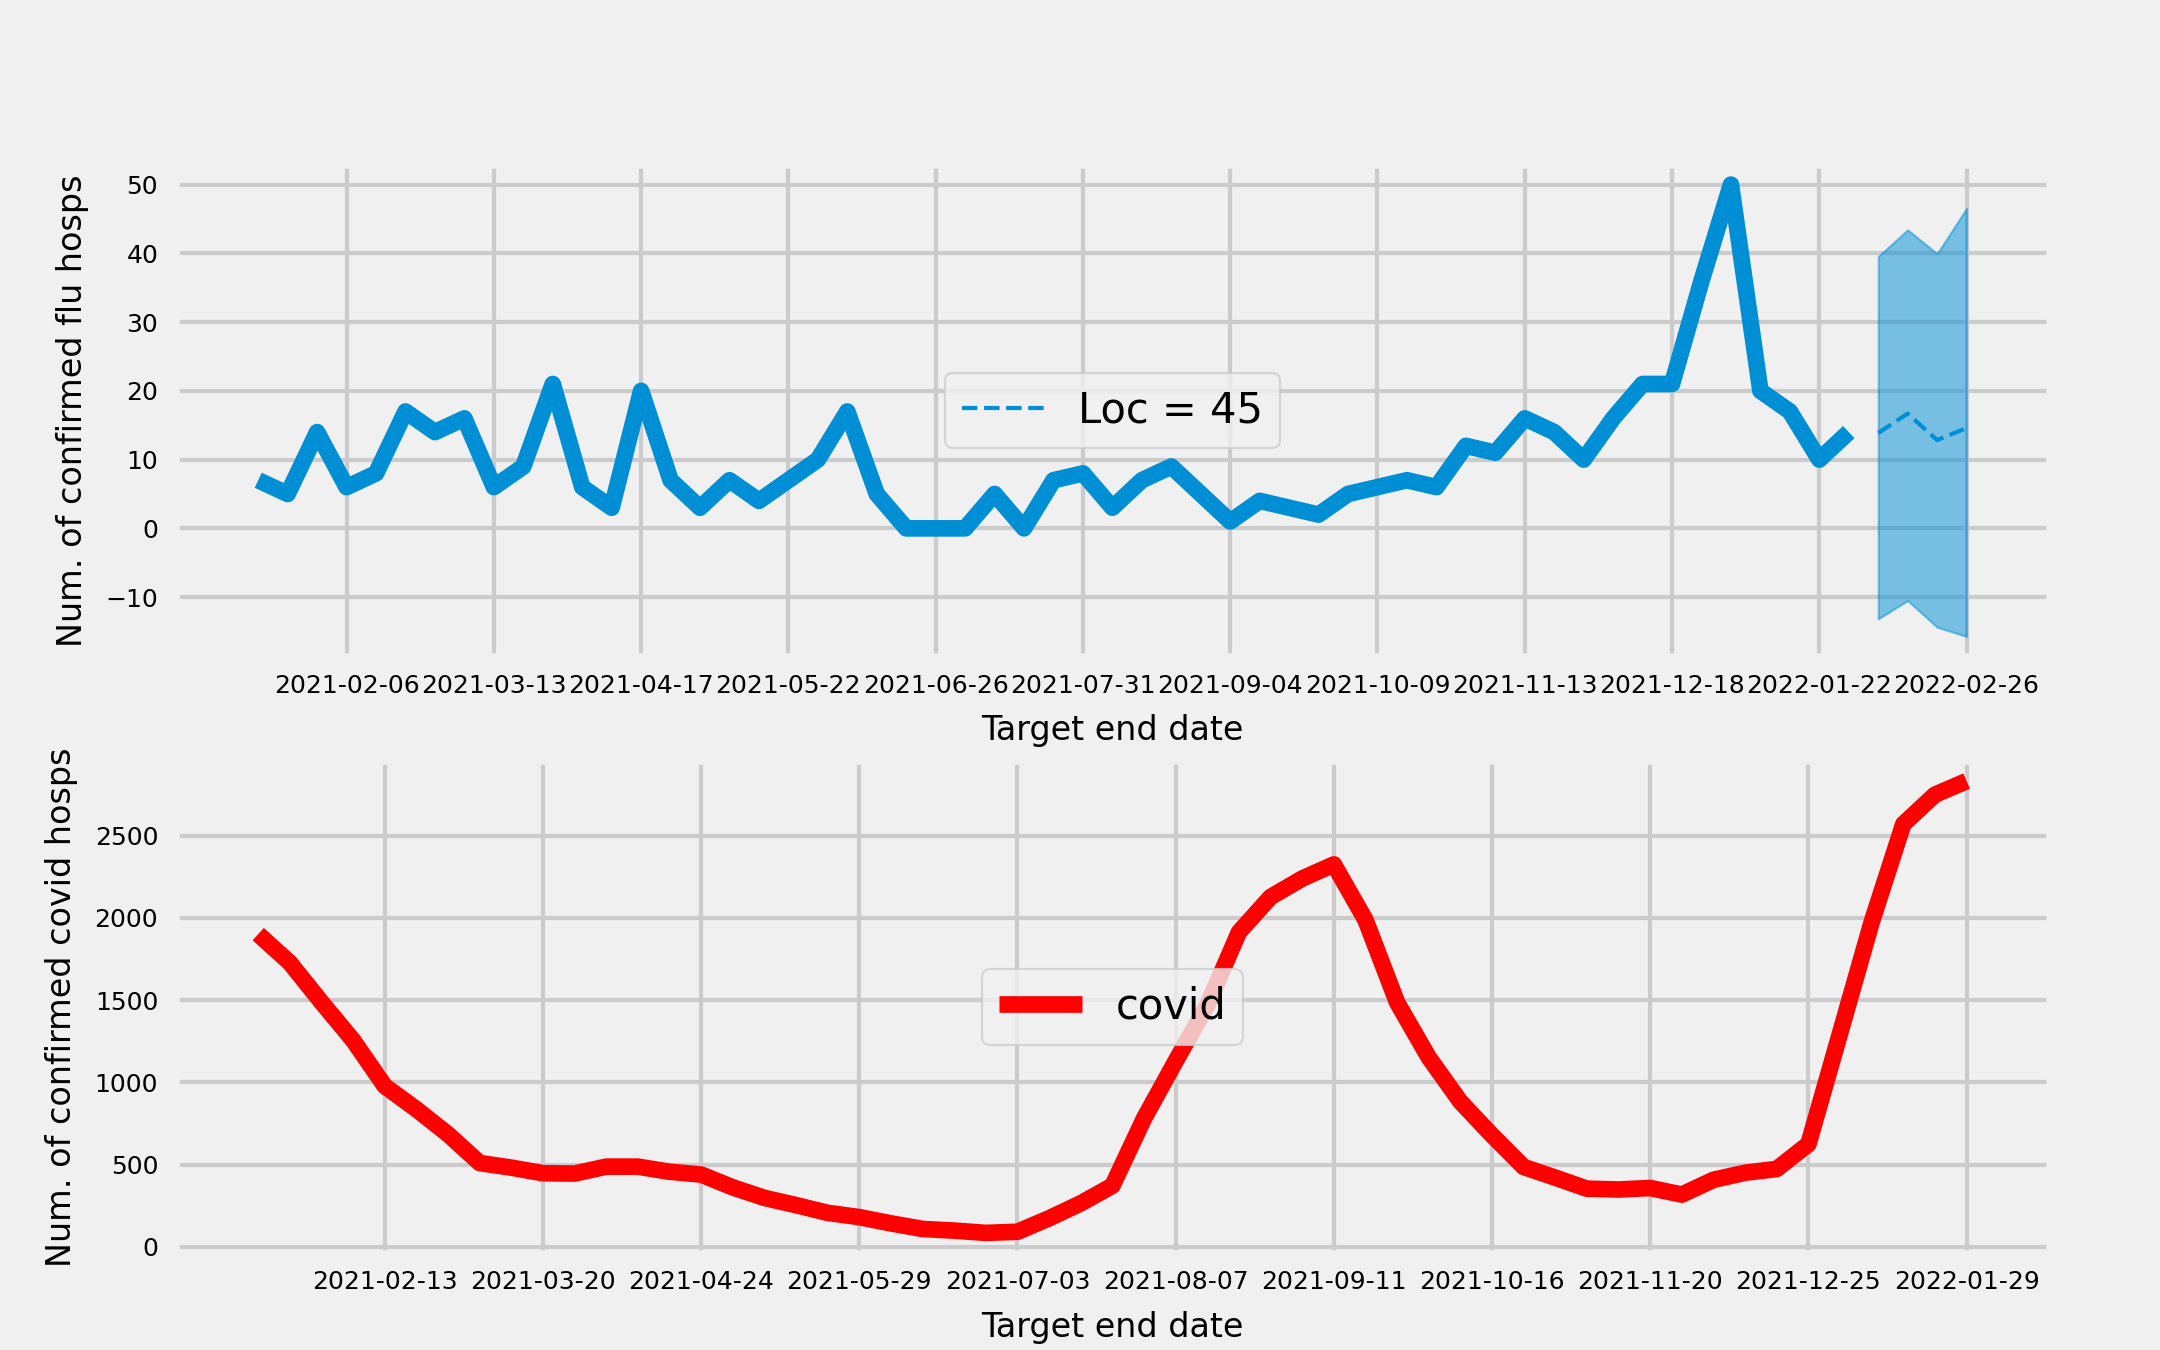 Num. of confirmed flu hosps
50
40
30
20
10
0
−10
Loc = 45
2021-02-06 2021-03-13 2021-04-17 2021-05-22 2021-06-26 2021-07-31 2021-09-04 2021-10-09 2021-11-13 2021-12-18 2022-01-22 2022-02-26
Target end date
Num. of confirmed covid hosps
2500
2000
1500
1000
500
0
covid
2021-02-13 2021-03-20 2021-04-24 2021-05-29 2021-07-03 2021-08-07 2021-09-11 2021-10-16 2021-11-20 2021-12-25 2022-01-29
Target end date